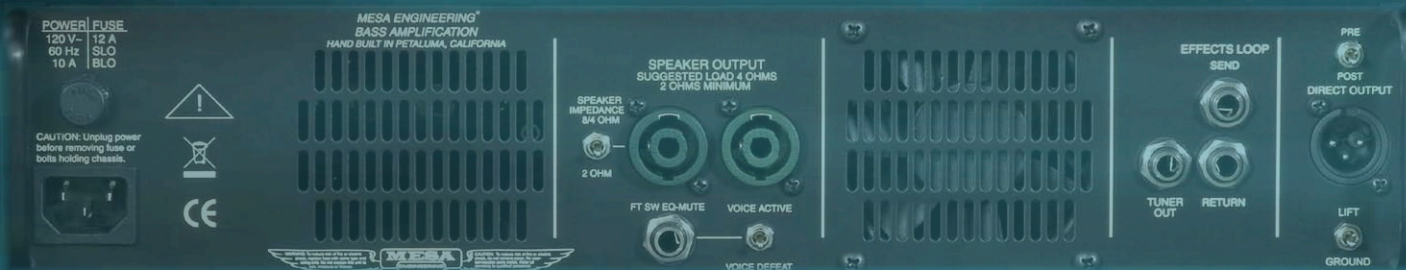 POWER FUSE
120 V~ 12 A
60 Hz SLO
10 A BLO
CAUTION: Unplug power
before removing fuse or
bolts holding chassis.
CE
MESA ENGINEERING®
BASS AMPLIFICATION
HAND BUILT IN PETALUMA, CALIFORNIA
MESA
ENGINEERING
SPEAKER OUTPUT
SUGGESTED LOAD 4 OHMS
2 OHMS MINIMUM
SPEAKER
IMPEDANCE
8/4 OHM
2 OHM
FT SW EQ-MUTE
VOICE ACTIVE
VOICE DEFEAT
EFFECTS LOOP
SEND
TUNER
OUT
RETURN
PRE
POST
DIRECT OUTPUT
LIFT
GROUND